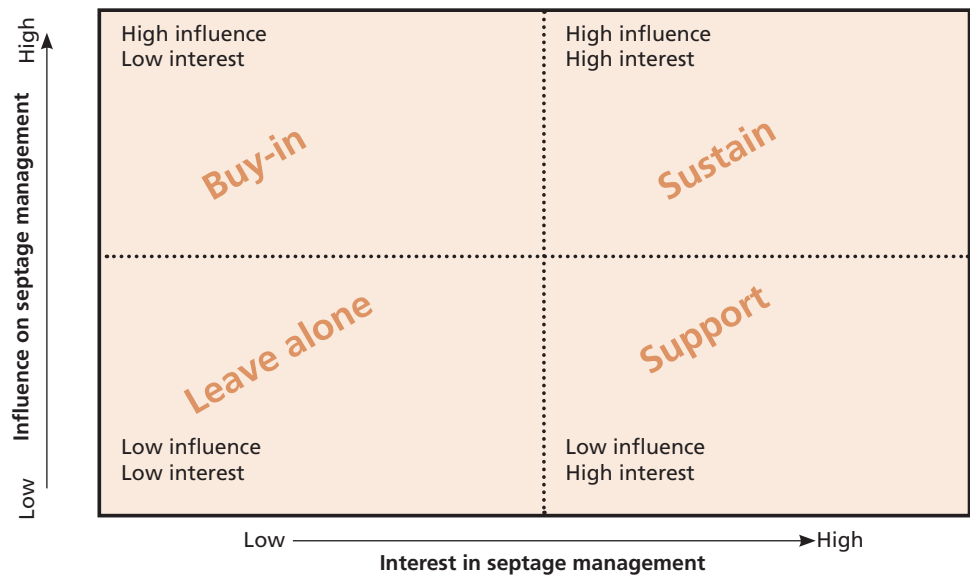 High
Influence on septage management
Low
High influence
Low interest
Buy-in
High influence
High interest
Sustain
Leave alone
Low influence
Low interest
Support
Low influence
High interest
Low
High
Interest in septage management